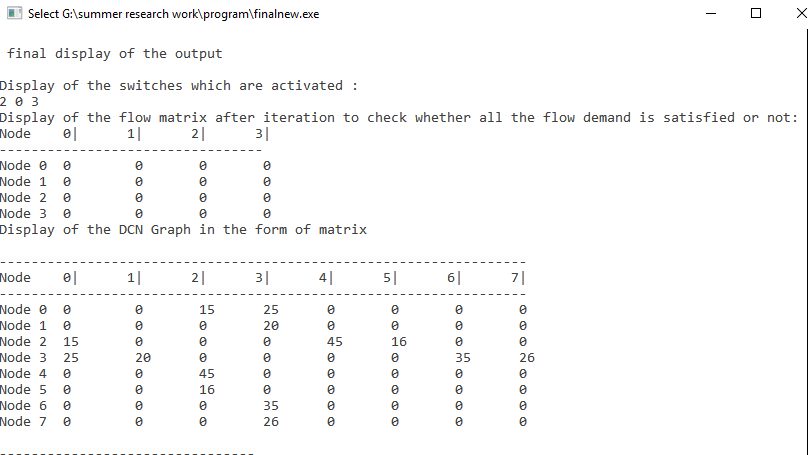 Select G:\summer research work\program\finalnew.exe
final display of the output
Display of the switches which are activated :
2 0 3
Display of the flow matrix after iteration to check whether all the flow demand is satisfied or not:
Node    0|      1|      2|      3|
---------------------------------
Node 0  0        0       0       0
Node 1  0        0       0       0
Node 2  0        0       0       0
Node 3  0        0       0       0
Display of the DCN Graph in the form of matrix
------------------------------------------------------------------
Node    0|      1|      2|      3|      4|      5|      6|      7|
------------------------------------------------------------------
Node 0  0        0       15      25      0       0       0       0
Node 1  0        0       0       20      0       0       0       0
Node 2  15       0       0       0       45      16      0       0
Node 3  25       20      0       0       0       0       35      26
Node 4  0        0       45      0       0       0       0       0
Node 5  0        0       16      0       0       0       0       0
Node 6  0        0       0       35      0       0       0       0
Node 7  0        0       0       26      0       0       0       0
--------------------------------